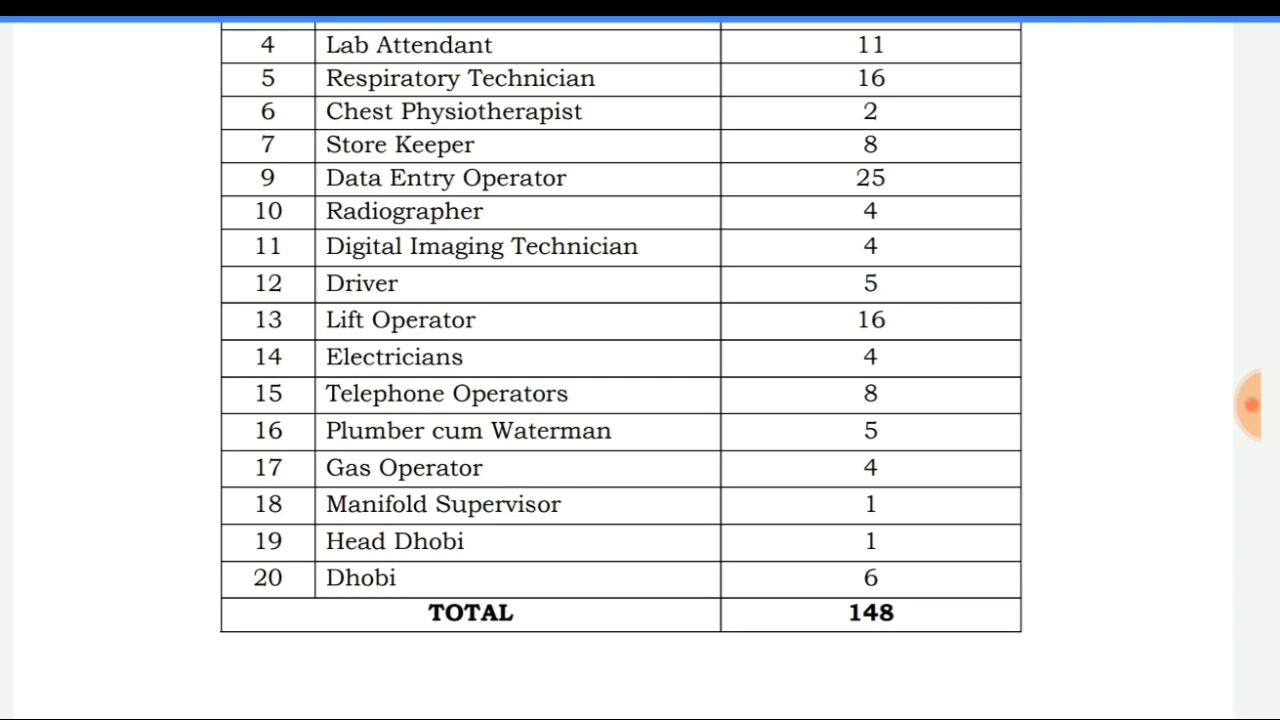 4 Lab Attendant 11
5 Respiratory Technician 16
6 Chest Physiotherapist 2
7 Store Keeper 8
9 Data Entry Operator 25
10 Radiographer 4
11 Digital Imaging Technician 4
12 Driver 5
13 Lift Operator 16
14 Electricians 4
15 Telephone Operators 8
16 Plumber cum Waterman 5
17 Gas Operator 4
18 Manifold Supervisor 1
19 Head Dhobi 1
20 Dhobi 6
TOTAL 148